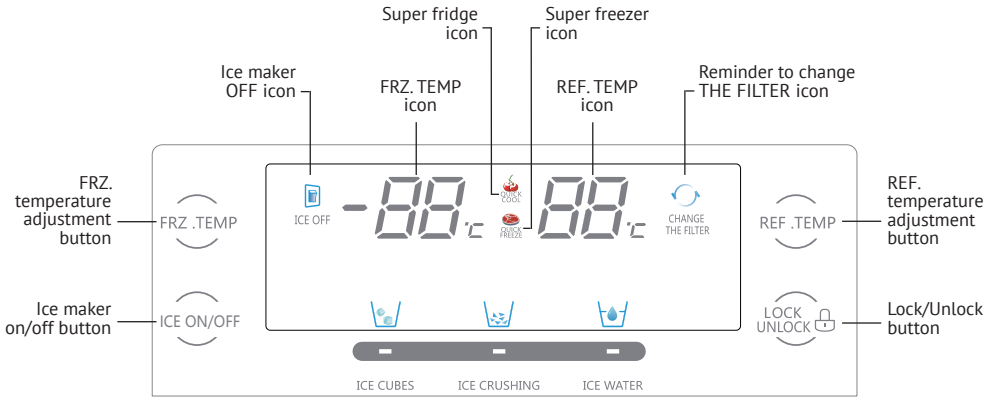 Super fridge
icon
Super freezer
icon
Ice maker
OFF icon
FRZ. TEMP
icon
REF. TEMP
icon
Reminder to change
THE FILTER icon
FRZ.
temperature
adjustment
button
FRZ .TEMP
ICE OFF
-88 °C
QUICK
COOL
QUICK
FREEZE
88 °C
CHANGE
THE FILTER
REF .TEMP
REF.
temperature
adjustment
button
Ice maker
on/off button
ICE ON/OFF
LOCK
UNLOCK
Lock/Unlock
button
ICE CUBES
ICE CRUSHING
ICE WATER